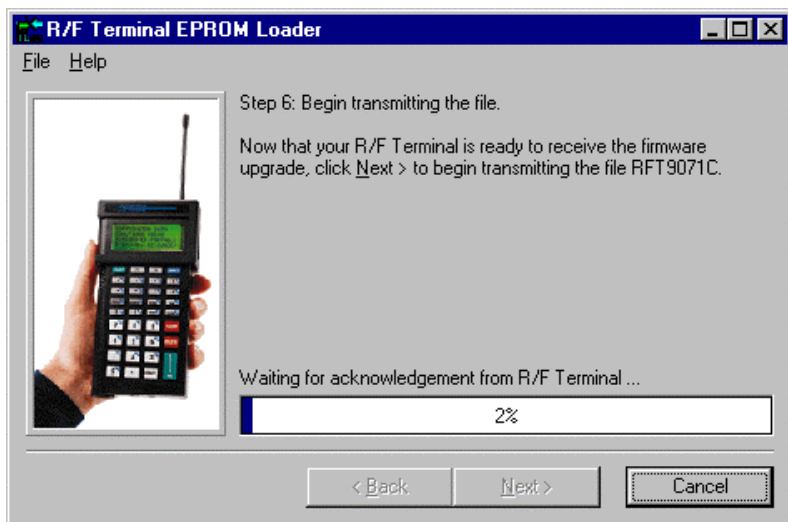 R/F Terminal EPROM Loader
File Help
Step 6: Begin transmitting the file.
Now that your R/F Terminal is ready to receive the firmware
upgrade, click Next > to begin transmitting the file RFT9071C.
Waiting for acknowledgement from R/F Terminal ...
2%
< Back Next > Cancel